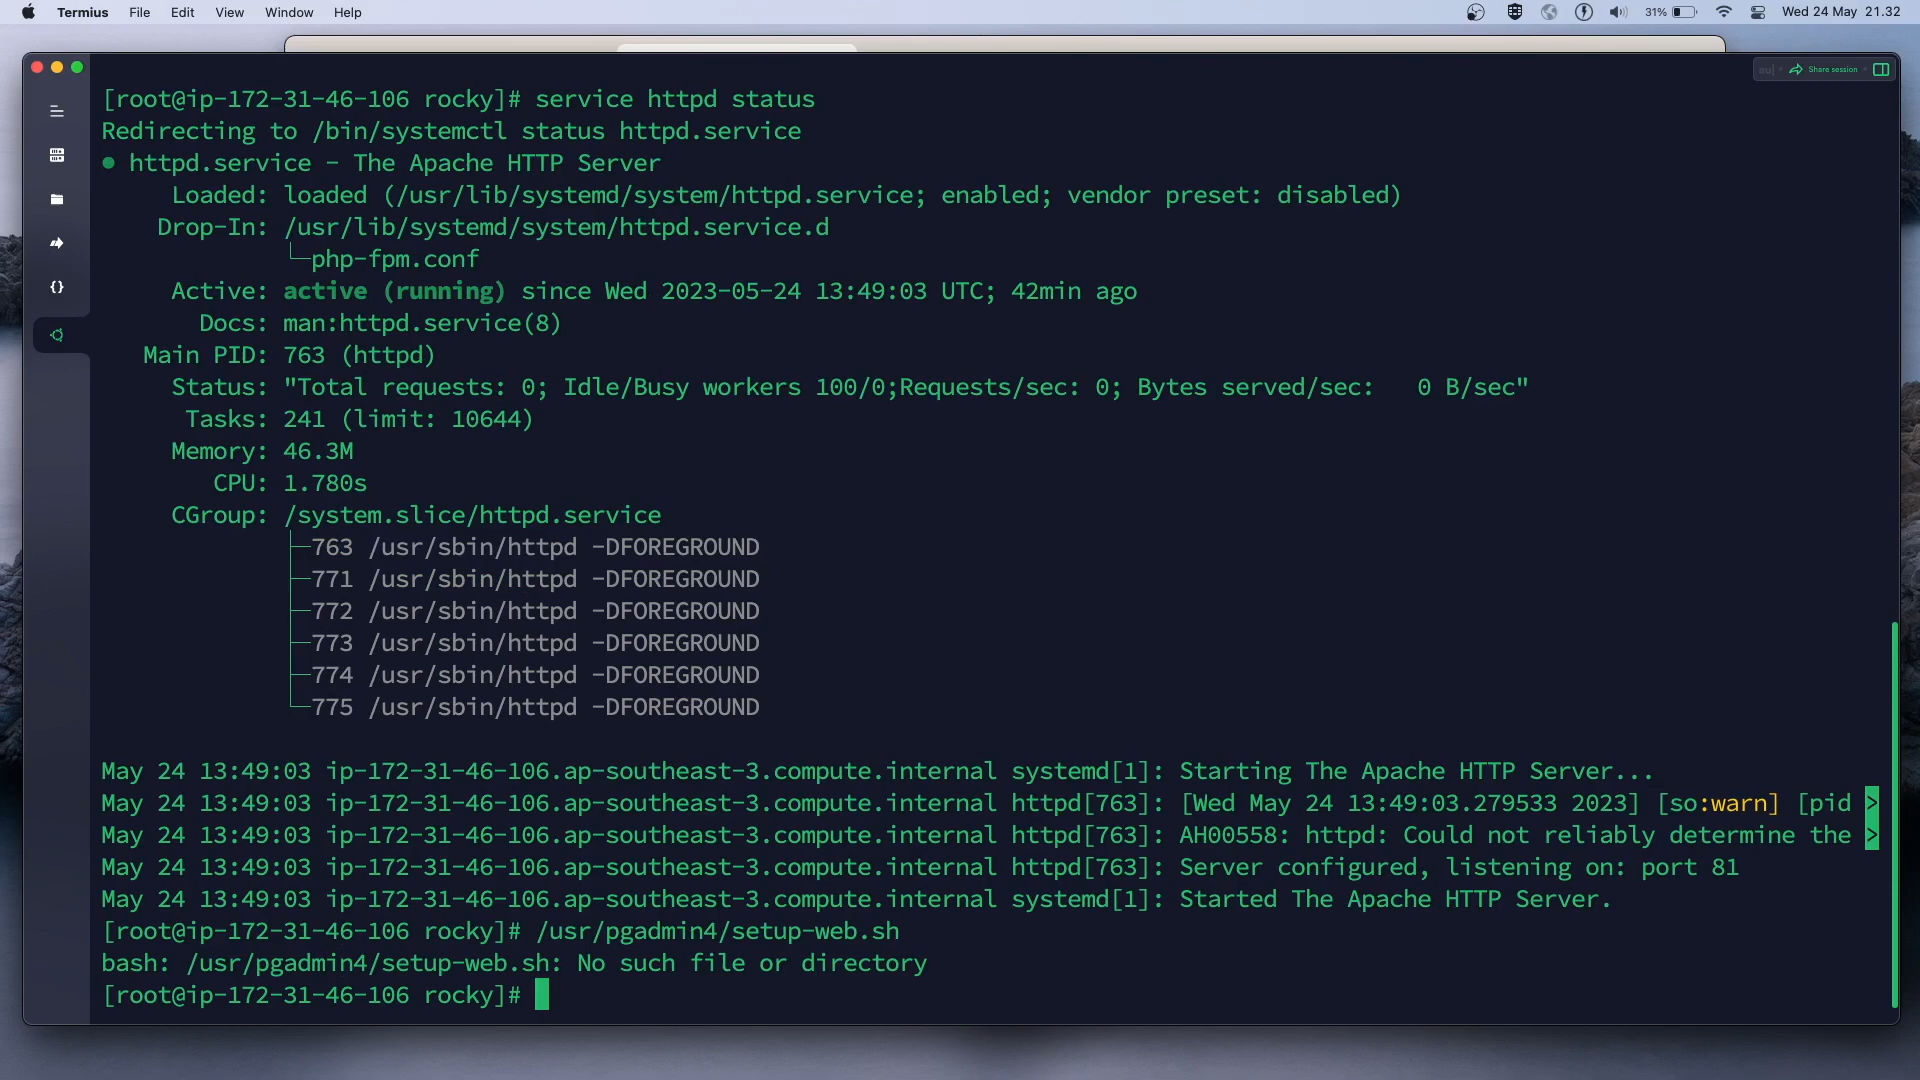 Termius File Edit View Window Help 31% Wed 24 May 21.32
Share session
[root@ip-172-31-46-106 rocky]# service httpd status
Redirecting to /bin/systemctl status httpd.service
● httpd.service - The Apache HTTP Server
Loaded: loaded (/usr/lib/systemd/system/httpd.service; enabled; vendor preset: disabled)
Drop-In: /usr/lib/systemd/system/httpd.service.d
└─php-fpm.conf
Active: active (running) since Wed 2023-05-24 13:49:03 UTC; 42min ago
Docs: man:httpd.service(8)
Main PID: 763 (httpd)
Status: "Total requests: 0; Idle/Busy workers 100/0;Requests/sec: 0; Bytes served/sec:   0 B/sec"
Tasks: 241 (limit: 10644)
Memory: 46.3M
CPU: 1.780s
CGroup: /system.slice/httpd.service
├─763 /usr/sbin/httpd -DFOREGROUND
├─771 /usr/sbin/httpd -DFOREGROUND
├─772 /usr/sbin/httpd -DFOREGROUND
├─773 /usr/sbin/httpd -DFOREGROUND
├─774 /usr/sbin/httpd -DFOREGROUND
└─775 /usr/sbin/httpd -DFOREGROUND
May 24 13:49:03 ip-172-31-46-106.ap-southeast-3.compute.internal systemd[1]: Starting The Apache HTTP Server...
May 24 13:49:03 ip-172-31-46-106.ap-southeast-3.compute.internal httpd[763]: [Wed May 24 13:49:03.279533 2023] [so:warn] [pid >
May 24 13:49:03 ip-172-31-46-106.ap-southeast-3.compute.internal httpd[763]: AH00558: httpd: Could not reliably determine the >
May 24 13:49:03 ip-172-31-46-106.ap-southeast-3.compute.internal httpd[763]: Server configured, listening on: port 81
May 24 13:49:03 ip-172-31-46-106.ap-southeast-3.compute.internal systemd[1]: Started The Apache HTTP Server.
[root@ip-172-31-46-106 rocky]# /usr/pgadmin4/setup-web.sh
bash: /usr/pgadmin4/setup-web.sh: No such file or directory
[root@ip-172-31-46-106 rocky]#